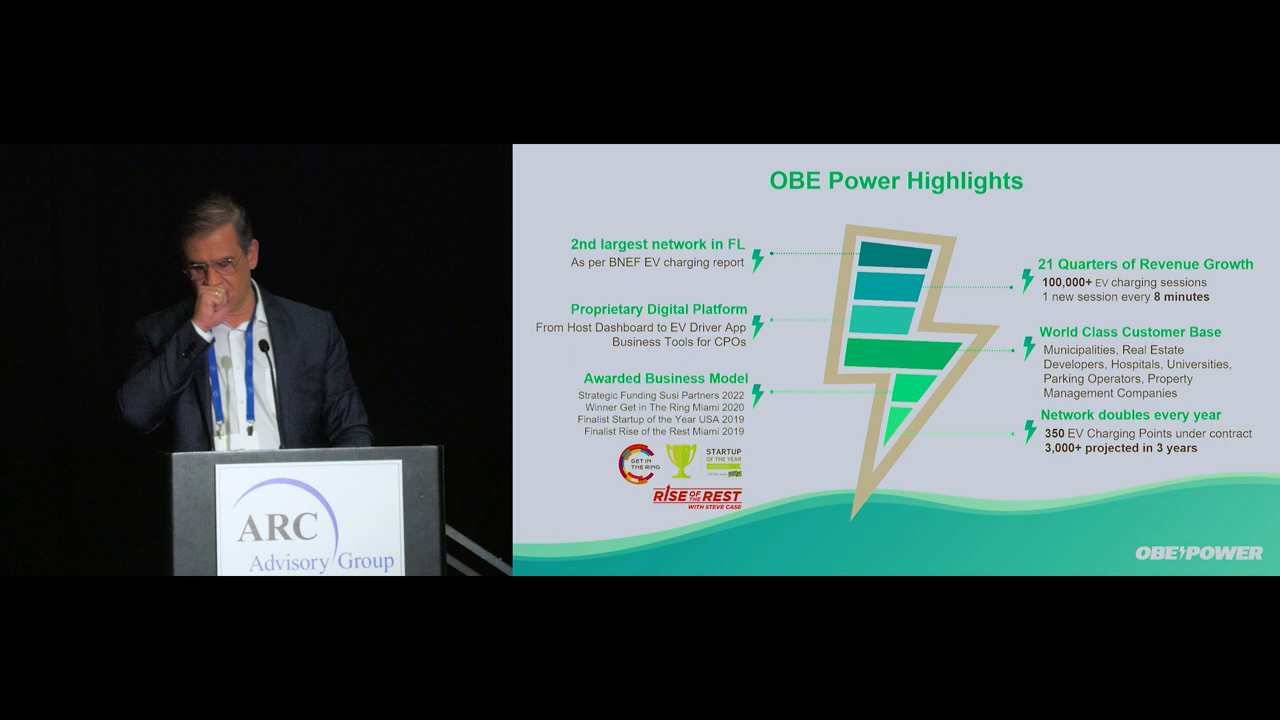 OBE Power Highlights
2nd largest network in FL
As per BNEF EV charging report
Proprietary Digital Platform
From Host Dashboard to EV Driver App
Business Tools for CPOs
Awarded Business Model
Strategic Funding Susi Partners 2022
Winner Get in The Ring Miami 2020
Finalist Startup of the Year USA 2019
Finalist Rise of the Rest Miami 2019
GET IN
THE RING
STARTUP
OF THE YEAR
RISE OF THE REST
WITH STEVE CASE
21 Quarters of Revenue Growth
100,000+ EV charging sessions
1 new session every 8 minutes
World Class Customer Base
Municipalities, Real Estate
Developers, Hospitals, Universities,
Parking Operators, Property
Management Companies
Network doubles every year
350 EV Charging Points under contract
3,000+ projected in 3 years
OBE POWER
ARC
Advisory Group